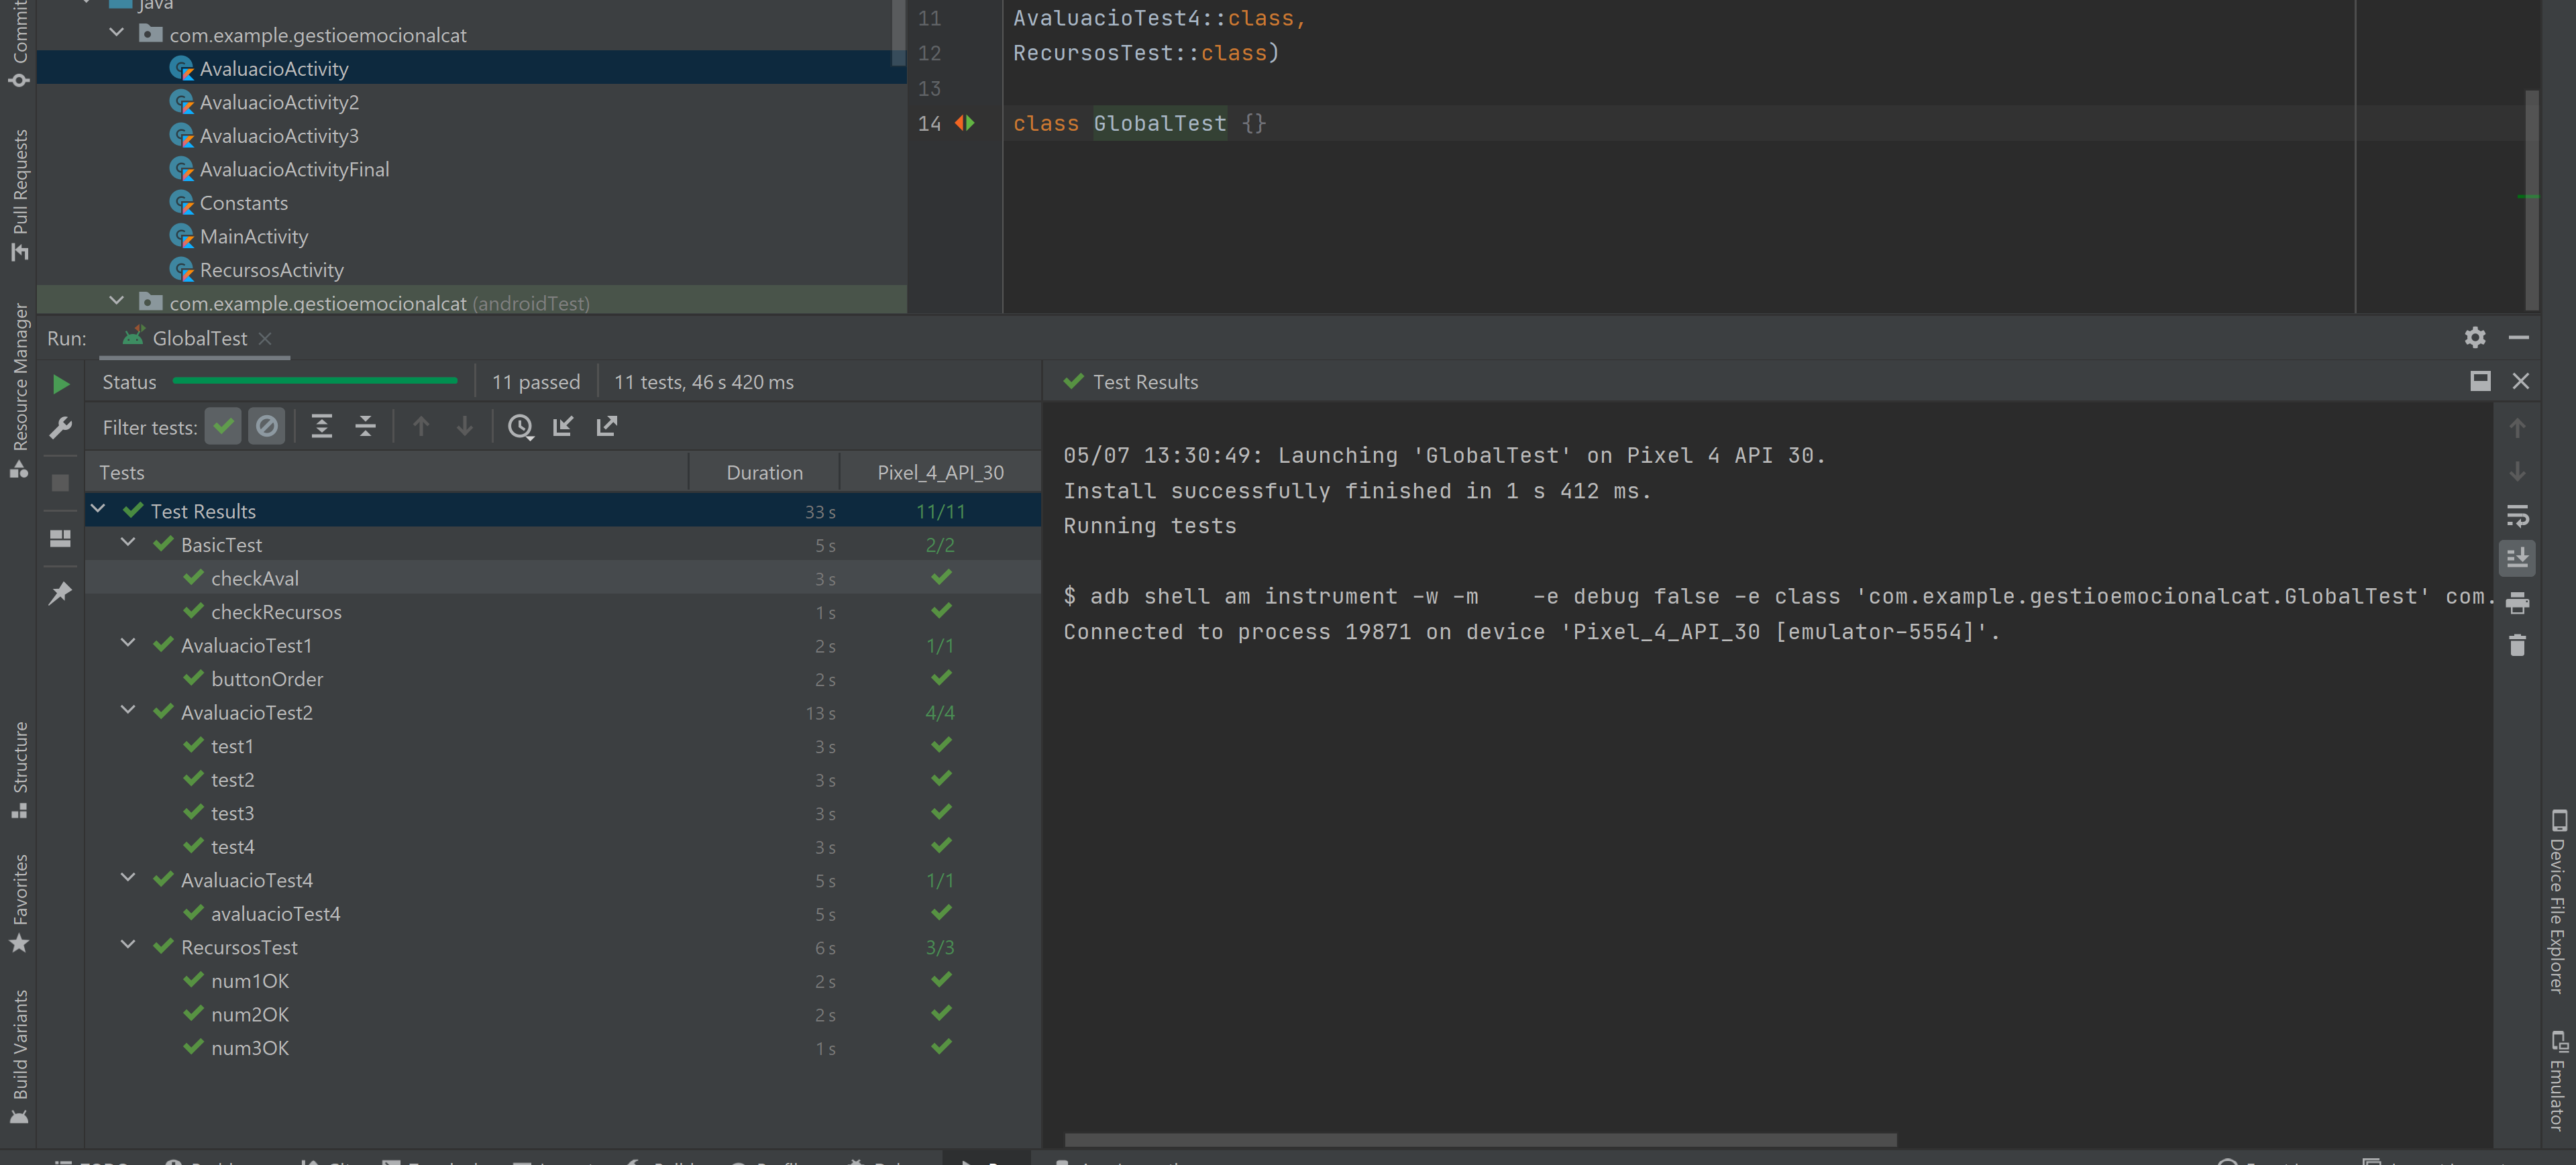 java
com.example.gestioemocionalcat
AvaluacioActivity
AvaluacioActivity2
AvaluacioActivity3
AvaluacioActivityFinal
Constants
MainActivity
RecursosActivity
com.example.gestioemocionalcat (androidTest)
11 AvaluacioTest4::class,
12 RecursosTest::class)
13
14 class GlobalTest {}
Commit
Pull Requests
Resource Manager
Structure
Favorites
Build Variants
Run: GlobalTest
Status 11 passed 11 tests, 46 s 420 ms
Filter tests:
Tests Duration Pixel_4_API_30
Test Results 33 s 11/11
BasicTest 5 s 2/2
checkAval 3 s
checkRecursos 1 s
AvaluacioTest1 2 s 1/1
buttonOrder 2 s
AvaluacioTest2 13 s 4/4
test1 3 s
test2 3 s
test3 3 s
test4 3 s
AvaluacioTest4 5 s 1/1
avaluacioTest4 5 s
RecursosTest 6 s 3/3
num1OK 2 s
num2OK 2 s
num3OK 1 s
Test Results
05/07 13:30:49: Launching 'GlobalTest' on Pixel 4 API 30.
Install successfully finished in 1 s 412 ms.
Running tests
$ adb shell am instrument -w -m    -e debug false -e class 'com.example.gestioemocionalcat.GlobalTest' com.
Connected to process 19871 on device 'Pixel_4_API_30 [emulator-5554]'.
Device File Explorer
Emulator